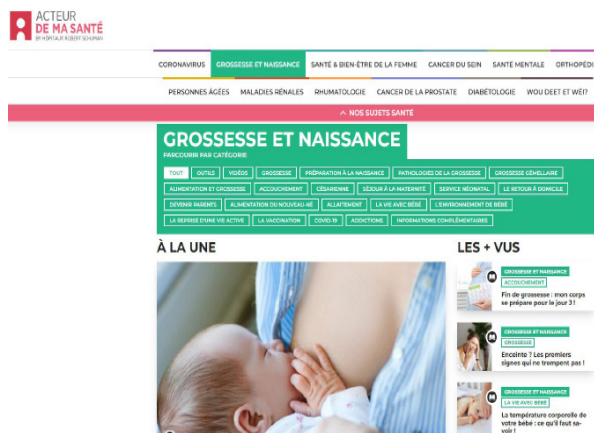 ACTEUR
DE MA SANTÉ
BY HÔPITAUX ROBERT SCHUMAN
CORONAVIRUS GROSSESSE ET NAISSANCE SANTÉ & BIEN-ÊTRE DE LA FEMME CANCER DU SEIN SANTÉ MENTALE ORTHOPÉDI
PERSONNES ÂGÉES MALADIES RÉNALES RHUMATOLOGIE CANCER DE LA PROSTATE DIABÉTOLOGIE WOU DEET ET WÉI?
NOS SUJETS SANTÉ
GROSSESSE ET NAISSANCE
PARCOURIR PAR CATÉGORIE
TOUT OUTILS VIDÉOS GROSSESSE PRÉPARATION À LA NAISSANCE PATHOLOGIES DE LA GROSSESSE GROSSESSE GÉMELLAIRE
ALIMENTATION ET GROSSESSE ACCOUCHEMENT CÉSARIENNE SÉJOUR À LA MATERNITÉ SERVICE NÉONATAL LE RETOUR À DOMICILE
DEVENIR PARENTS ALIMENTATION DU NOUVEAU-NÉ ALLAITEMENT LA VIE AVEC BÉBÉ L'ENVIRONNEMENT DE BÉBÉ
LA REPRISE D'UNE VIE ACTIVE LA VACCINATION COVID-19 ADDICTIONS INFORMATIONS COMPLÉMENTAIRES
À LA UNE
LES + VUS
GROSSESSE ET NAISSANCE
ACCOUCHEMENT
Fin de grossesse : mon corps
se prépare pour le jour J !
GROSSESSE ET NAISSANCE
GROSSESSE
Enceinte ? Les premiers
signes qui ne trompent pas !
GROSSESSE ET NAISSANCE
LA VIE AVEC BÉBÉ
La température corporelle de
votre bébé : ce qu'il faut sa-
voir !